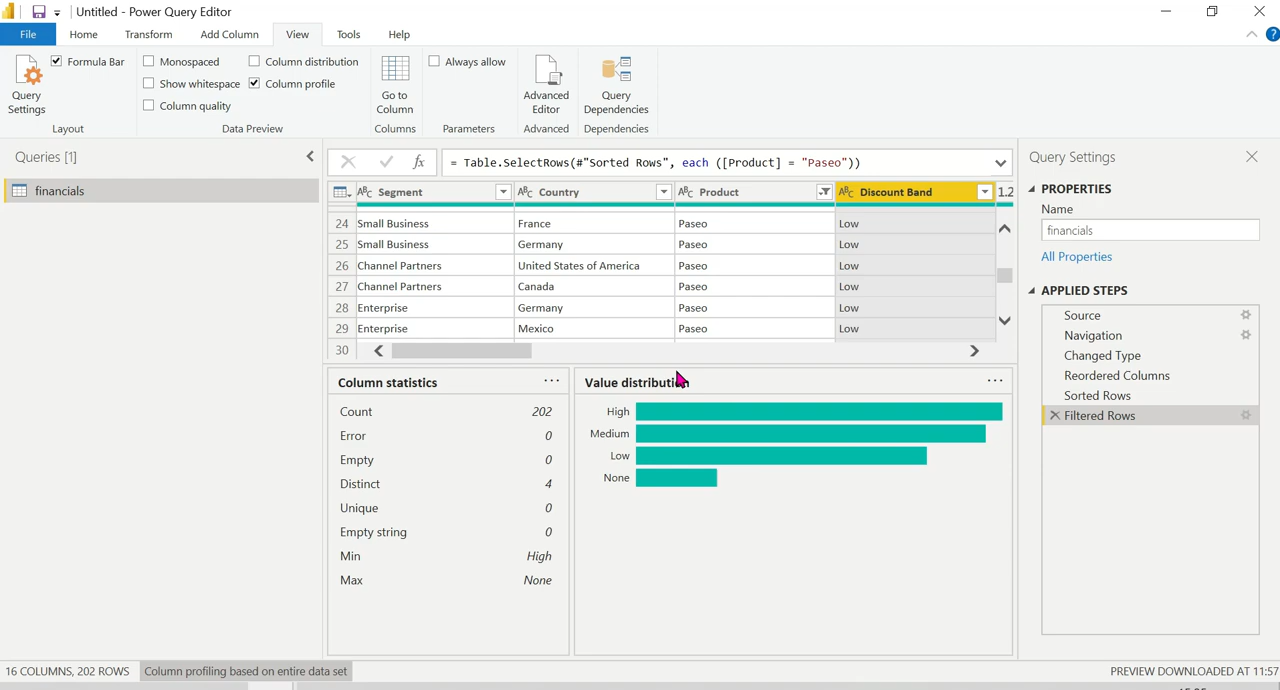 Untitled - Power Query Editor
File Home Transform Add Column View Tools Help
?
Query Settings
Formula Bar
Layout
Monospaced
Column distribution
Show whitespace
Column profile
Column quality
Data Preview
Go to Column
Columns
Always allow
Parameters
Advanced Editor
Advanced
Query Dependencies
Dependencies
Queries [1]
financials
fx
= Table.SelectRows(#"Sorted Rows", each ([Product] = "Paseo"))
ABC Segment ABC Country ABC Product ABC Discount Band 1.2
24 Small Business France Paseo Low
25 Small Business Germany Paseo Low
26 Channel Partners United States of America Paseo Low
27 Channel Partners Canada Paseo Low
28 Enterprise Germany Paseo Low
29 Enterprise Mexico Paseo Low
30
Column statistics ...
Count 202
Error 0
Empty 0
Distinct 4
Unique 0
Empty string 0
Min High
Max None
Value distribution ...
High
Medium
Low
None
Query Settings
PROPERTIES
Name
financials
All Properties
APPLIED STEPS
Source
Navigation
Changed Type
Reordered Columns
Sorted Rows
Filtered Rows
16 COLUMNS, 202 ROWS Column profiling based on entire data set PREVIEW DOWNLOADED AT 11:57